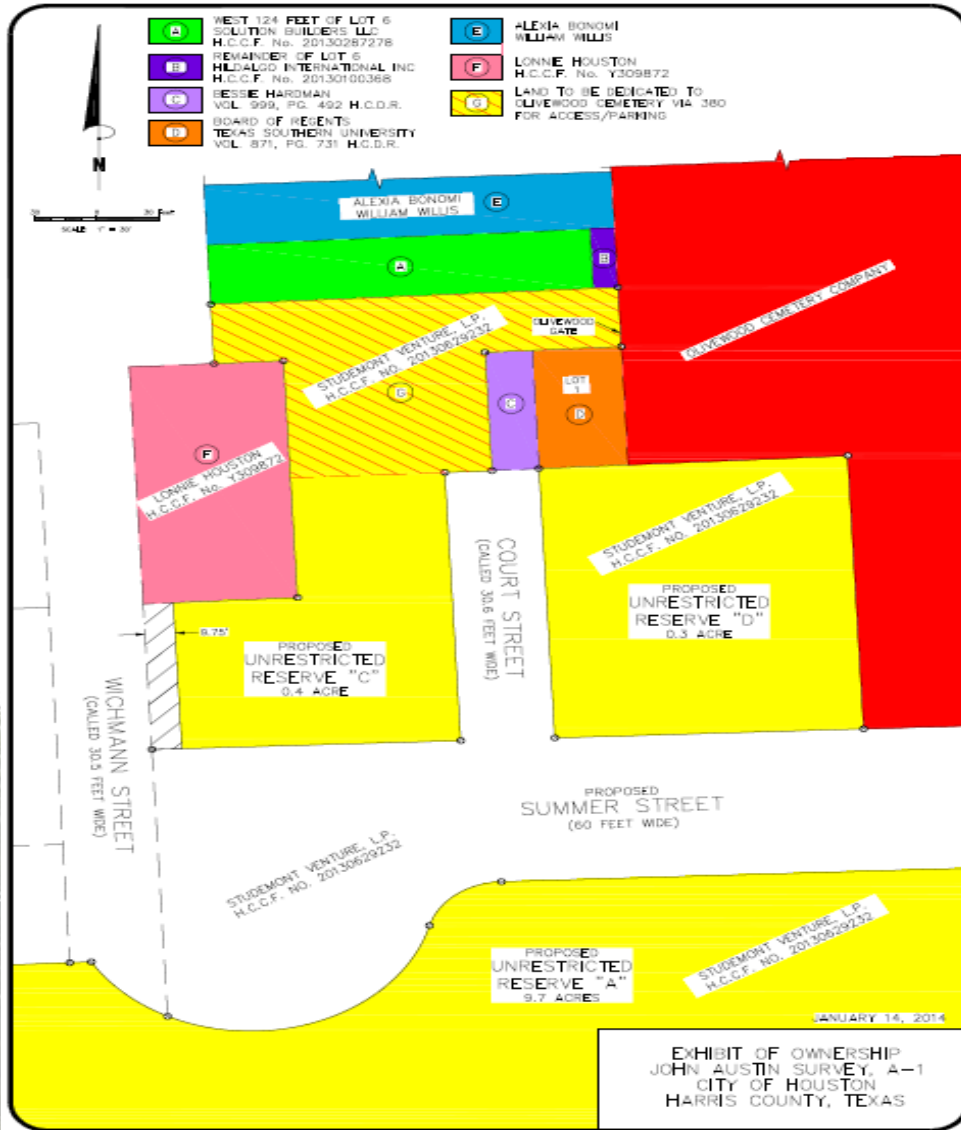 A
WEST 124 FEET OF LOT 6
SOLUTION BUILDERS LLC
H.C.C.F. No. 20130287278
B
REMAINDER OF LOT 6
HILDALGO INTERNATIONAL INC
H.C.C.F. No. 20130100368
C
BESSIE HARDMAN
VOL. 999, PG. 492 H.C.D.R.
D
BOARD OF REGENTS
TEXAS SOUTHERN UNIVERSITY
VOL. 871, PG. 731 H.C.D.R.
E
ALEXIA BONOMI
WILLIAM WILLIS
F
LONNIE HOUSTON
H.C.C.F. No. Y309872
G
LAND TO BE DEDICATED TO
OLIVEWOOD CEMETERY VIA 380
FOR ACCESS/PARKING
N
30 0 30 Feet
SCALE: 1" = 30'
ALEXIA BONOMI
WILLIAM WILLIS
E
A
B
OLIVEWOOD CEMETERY COMPANY
OLIVEWOOD
GATE
STUDEMONT VENTURE, L.P.
H.C.C.F. NO. 20130629232
G
C
LOT
1
D
F
LONNIE HOUSTON
H.C.C.F. No. Y309872
STUDEMONT VENTURE, L.P.
H.C.C.F. NO. 20130629232
COURT STREET
(CALLED 30.6 FEET WIDE)
PROPOSED
UNRESTRICTED
RESERVE "D"
0.3 ACRE
9.75'
PROPOSED
UNRESTRICTED
RESERVE "C"
0.4 ACRE
WICHMANN STREET
(CALLED 30.5 FEET WIDE)
PROPOSED
SUMMER STREET
(60 FEET WIDE)
STUDEMONT VENTURE, L.P.
H.C.C.F. NO. 20130629232
PROPOSED
UNRESTRICTED
RESERVE "A"
9.7 ACRES
STUDEMONT VENTURE, L.P.
H.C.C.F. NO. 20130629232
JANUARY 14, 2014
EXHIBIT OF OWNERSHIP
JOHN AUSTIN SURVEY, A-1
CITY OF HOUSTON
HARRIS COUNTY, TEXAS